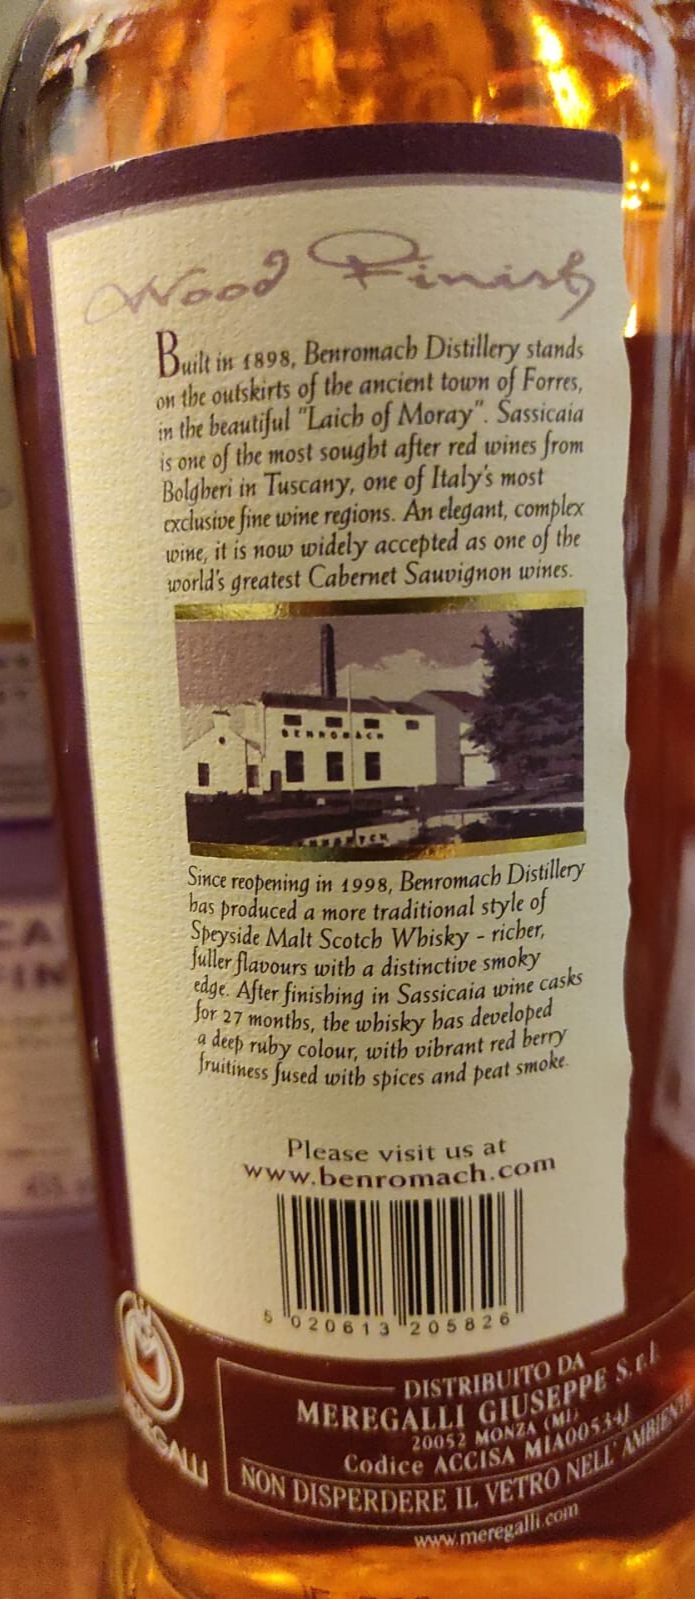 Wood Finish
Built in 1898, Benromach Distillery stands
on the outskirts of the ancient town of Forres,
in the beautiful "Laich of Moray". Sassicaia
is one of the most sought after red wines from
Bolgheri in Tuscany, one of Italy's most
exclusive fine wine regions. An elegant, complex
wine, it is now widely accepted as one of the
world's greatest Cabernet Sauvignon wines.
BENROMACH
Since reopening in 1998, Benromach Distillery
has produced a more traditional style of
Speyside Malt Scotch Whisky - richer,
fuller flavours with a distinctive smoky
edge. After finishing in Sassicaia wine casks
for 27 months, the whisky has developed
a deep ruby colour, with vibrant red berry
fruitiness fused with spices and peat smoke.
Please visit us at
www.benromach.com
5 020613 205826
MEREGALLI
DISTRIBUITO DA
MEREGALLI GIUSEPPE S.r.l.
20052 MONZA (MI)
Codice ACCISA MIA00534J
NON DISPERDERE IL VETRO NELL' AMBIENTE
www.meregalli.com